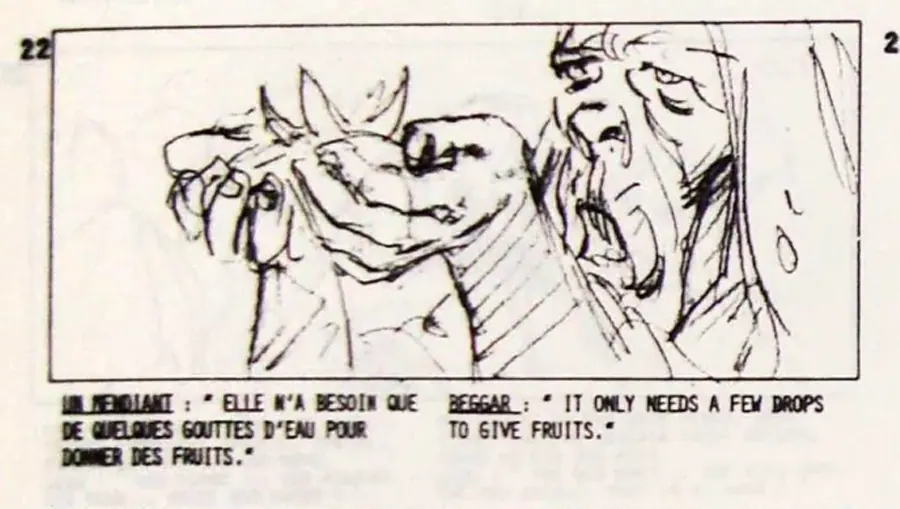 22
2
UN MENDIANT : " ELLE N'A BESOIN QUE
DE QUELQUES GOUTTES D'EAU POUR
DONNER DES FRUITS."
BEGGAR : " IT ONLY NEEDS A FEW DROPS
TO GIVE FRUITS."